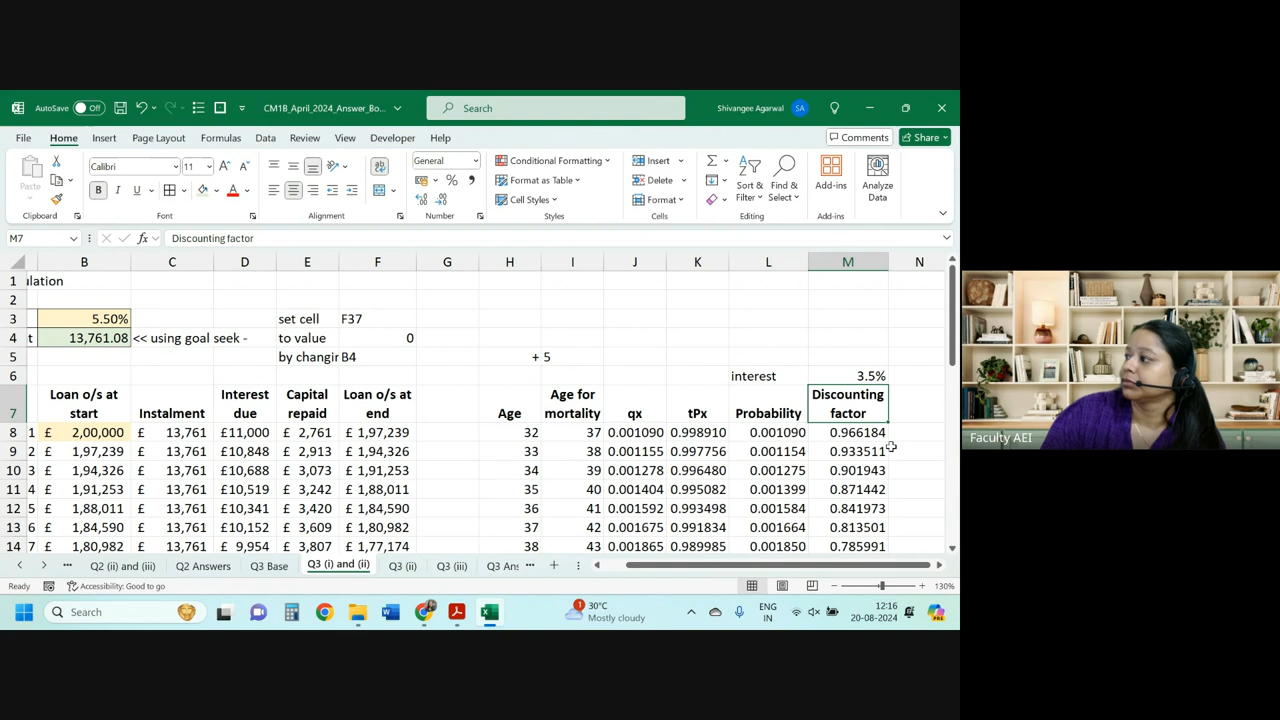 AutoSave Off CM1B_April_2024_Answer_Bo... Search Shivangee Agarwal SA
File Home Insert Page Layout Formulas Data Review View Developer Help Comments Share
Paste Calibri 11 General Conditional Formatting Format as Table Cell Styles Insert Delete Format Sort & Filter Find & Select Add-ins Analyze Data
Clipboard Font Alignment Number Styles Cells Editing Add-ins
M7 fx Discounting factor
B C D E F G H I J K L M N
1 ulation
2
3 5.50% set cell F37
4 t 13,761.08 << using goal seek - to value 0
5 by changir B4 + 5
6 interest 3.5%
7 Loan o/s at start Instalment Interest due Capital repaid Loan o/s at end Age Age for mortality qx tPx Probability Discounting factor
8 1 £ 2,00,000 £ 13,761 £11,000 £ 2,761 £ 1,97,239 32 37 0.001090 0.998910 0.001090 0.966184
9 2 £ 1,97,239 £ 13,761 £10,848 £ 2,913 £ 1,94,326 33 38 0.001155 0.997756 0.001154 0.933511
10 3 £ 1,94,326 £ 13,761 £10,688 £ 3,073 £ 1,91,253 34 39 0.001278 0.996480 0.001275 0.901943
11 4 £ 1,91,253 £ 13,761 £10,519 £ 3,242 £ 1,88,011 35 40 0.001404 0.995082 0.001399 0.871442
12 5 £ 1,88,011 £ 13,761 £10,341 £ 3,420 £ 1,84,590 36 41 0.001592 0.993498 0.001584 0.841973
13 6 £ 1,84,590 £ 13,761 £10,152 £ 3,609 £ 1,80,982 37 42 0.001675 0.991834 0.001664 0.813501
14 7 £ 1,80,982 £ 13,761 £ 9,954 £ 3,807 £ 1,77,174 38 43 0.001865 0.989985 0.001850 0.785991
Q2 (ii) and (iii) Q2 Answers Q3 Base Q3 (i) and (ii) Q3 (ii) Q3 (iii) Q3 Ans
Ready Accessibility: Good to go 130%
Search 1 30°C Mostly cloudy ENG IN 12:16 20-08-2024
Faculty AEI